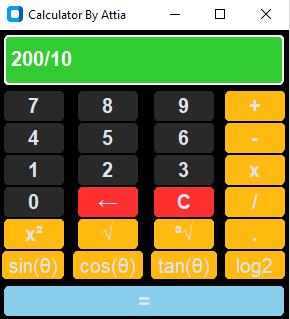 Calculator By Attia
200/10
7 8 9 +
4 5 6 -
1 2 3 x
0 ← C /
x² √ ³√ .
sin(θ) cos(θ) tan(θ) log2
=